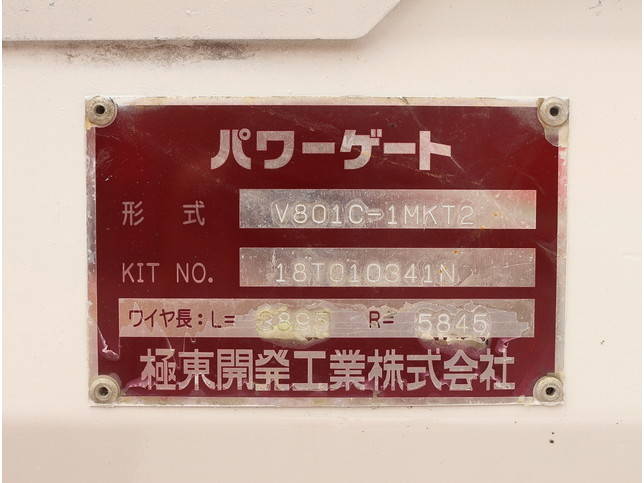 パワーゲート
形 式 V801C-1MKT2
KIT NO. 18T010341N
ワイヤ長:L= 3895 R= 5845
極東開発工業株式会社